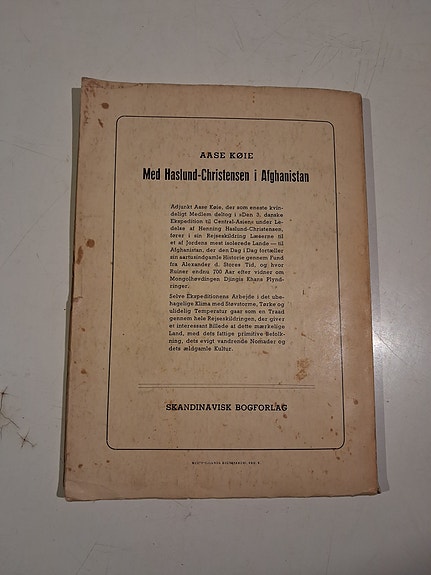 AASE KØIE
Med Haslund-Christensen i Afghanistan
Adjunkt Aase Køie, der som eneste kvin-
deligt Medlem deltog i »Den 3. danske
Ekspedition til Central-Asien« under Le-
delse af Henning Haslund-Christensen,
fører i sin Rejseskildring Læserne til
et af Jordens mest isolerede Lande — til
Afghanistan, der den Dag i Dag fortæller
sin aartusindgamle Historie gennem Fund
fra Alexander d. Stores Tid, og hvor
Ruiner endnu 700 Aar efter vidner om
Mongolhøvdingen Djingis Khans Plynd-
ringer.
Selve Ekspeditionens Arbejde i det ube-
hagelige Klima med Støvstorme, Tørke og
ulidelig Temperatur gaar som en Traad
gennem hele Rejseskildringen, der giver
et interessant Billede af dette mærkelige
Land, med dets fattige primitive Befolk-
ning, dets evigt vandrende Nomader og
dets ældgamle Kultur.
SKANDINAVISK BOGFORLAG